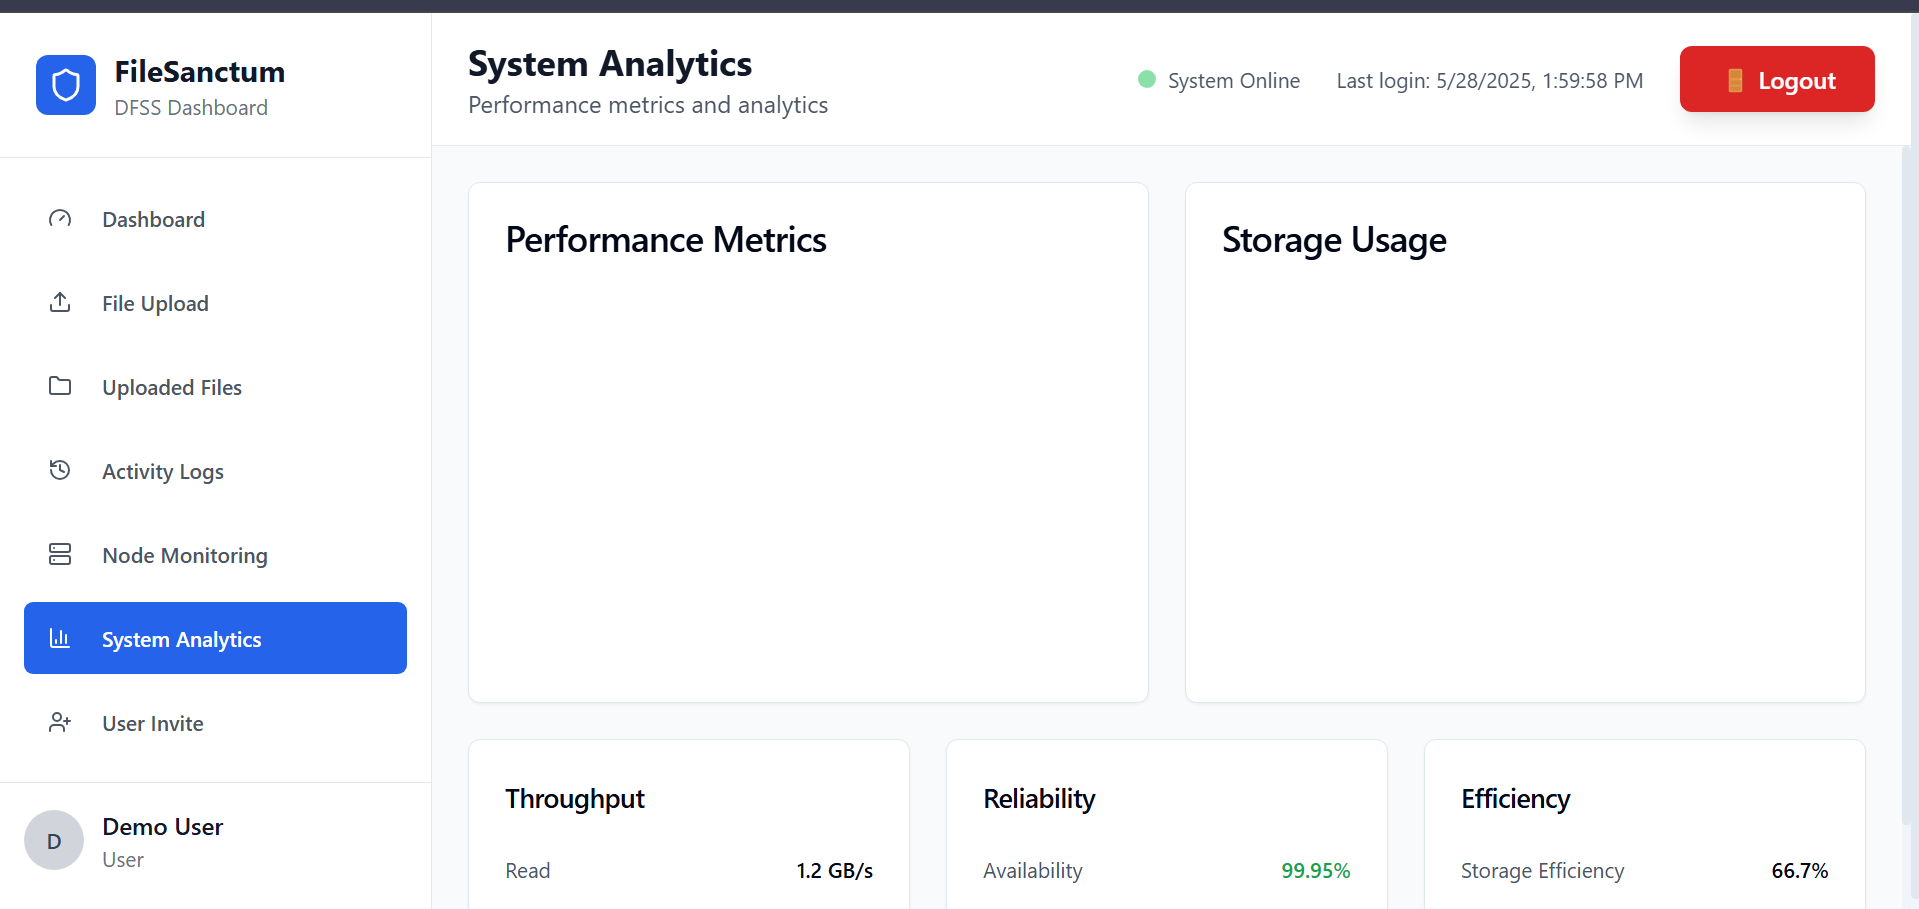 FileSanctum
DFSS Dashboard
Dashboard
File Upload
Uploaded Files
Activity Logs
Node Monitoring
System Analytics
User Invite
D
Demo User
User
System Analytics
Performance metrics and analytics
System Online
Last login: 5/28/2025, 1:59:58 PM
Logout
Performance Metrics
Storage Usage
Throughput
Read 1.2 GB/s
Reliability
Availability 99.95%
Efficiency
Storage Efficiency 66.7%